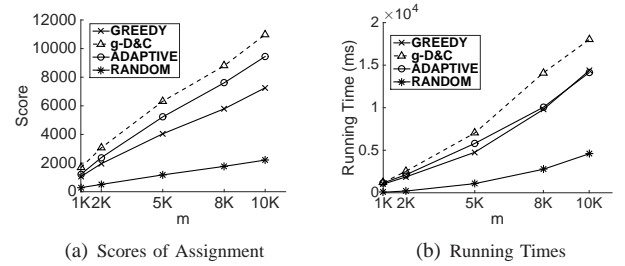 12000
10000
8000
6000
4000
2000
0
Score
GREEDY
g-D&C
ADAPTIVE
RANDOM
1K 2K 5K 8K 10K
m
(a) Scores of Assignment
2 ×10^4
1.5
1
0.5
0
Running Time (ms)
GREEDY
g-D&C
ADAPTIVE
RANDOM
1K 2K 5K 8K 10K
m
(b) Running Times